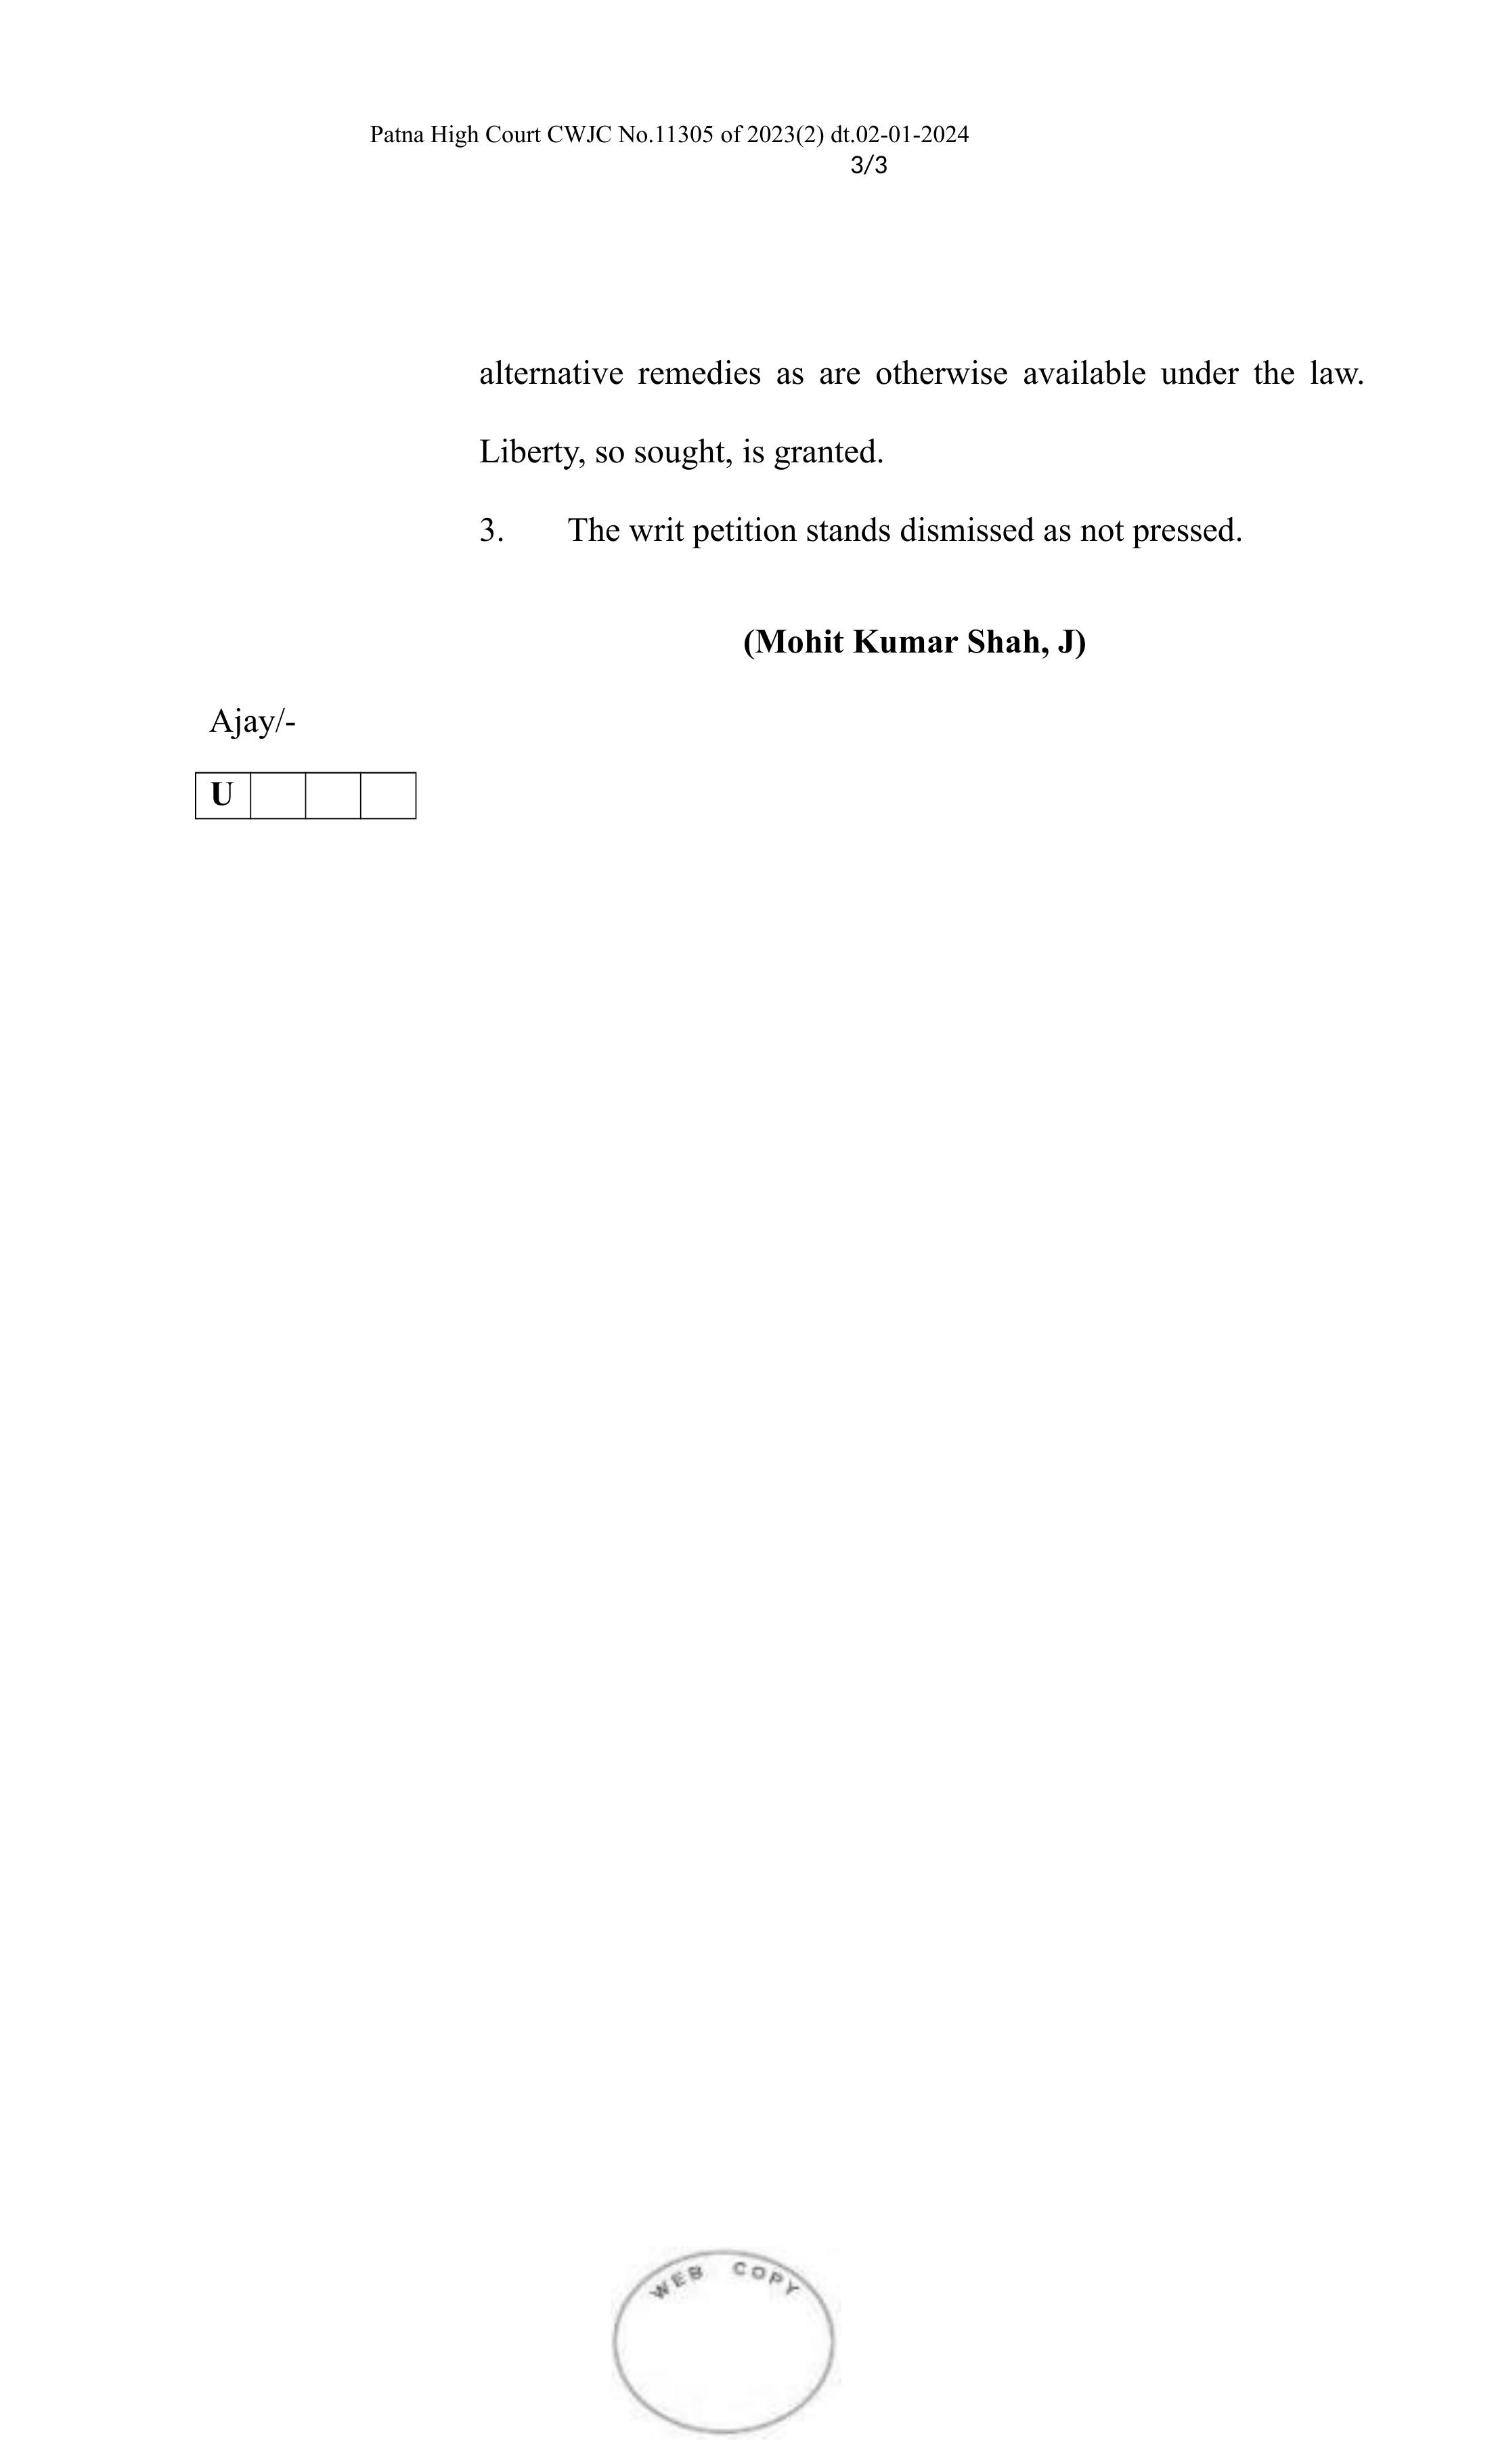 Patna High Court CWJC No.11305 of 2023(2) dt.02-01-2024
3/3
alternative remedies as are otherwise available under the law.
Liberty, so sought, is granted.
3. The writ petition stands dismissed as not pressed.
(Mohit Kumar Shah, J)
Ajay/-
U
WEB COPY